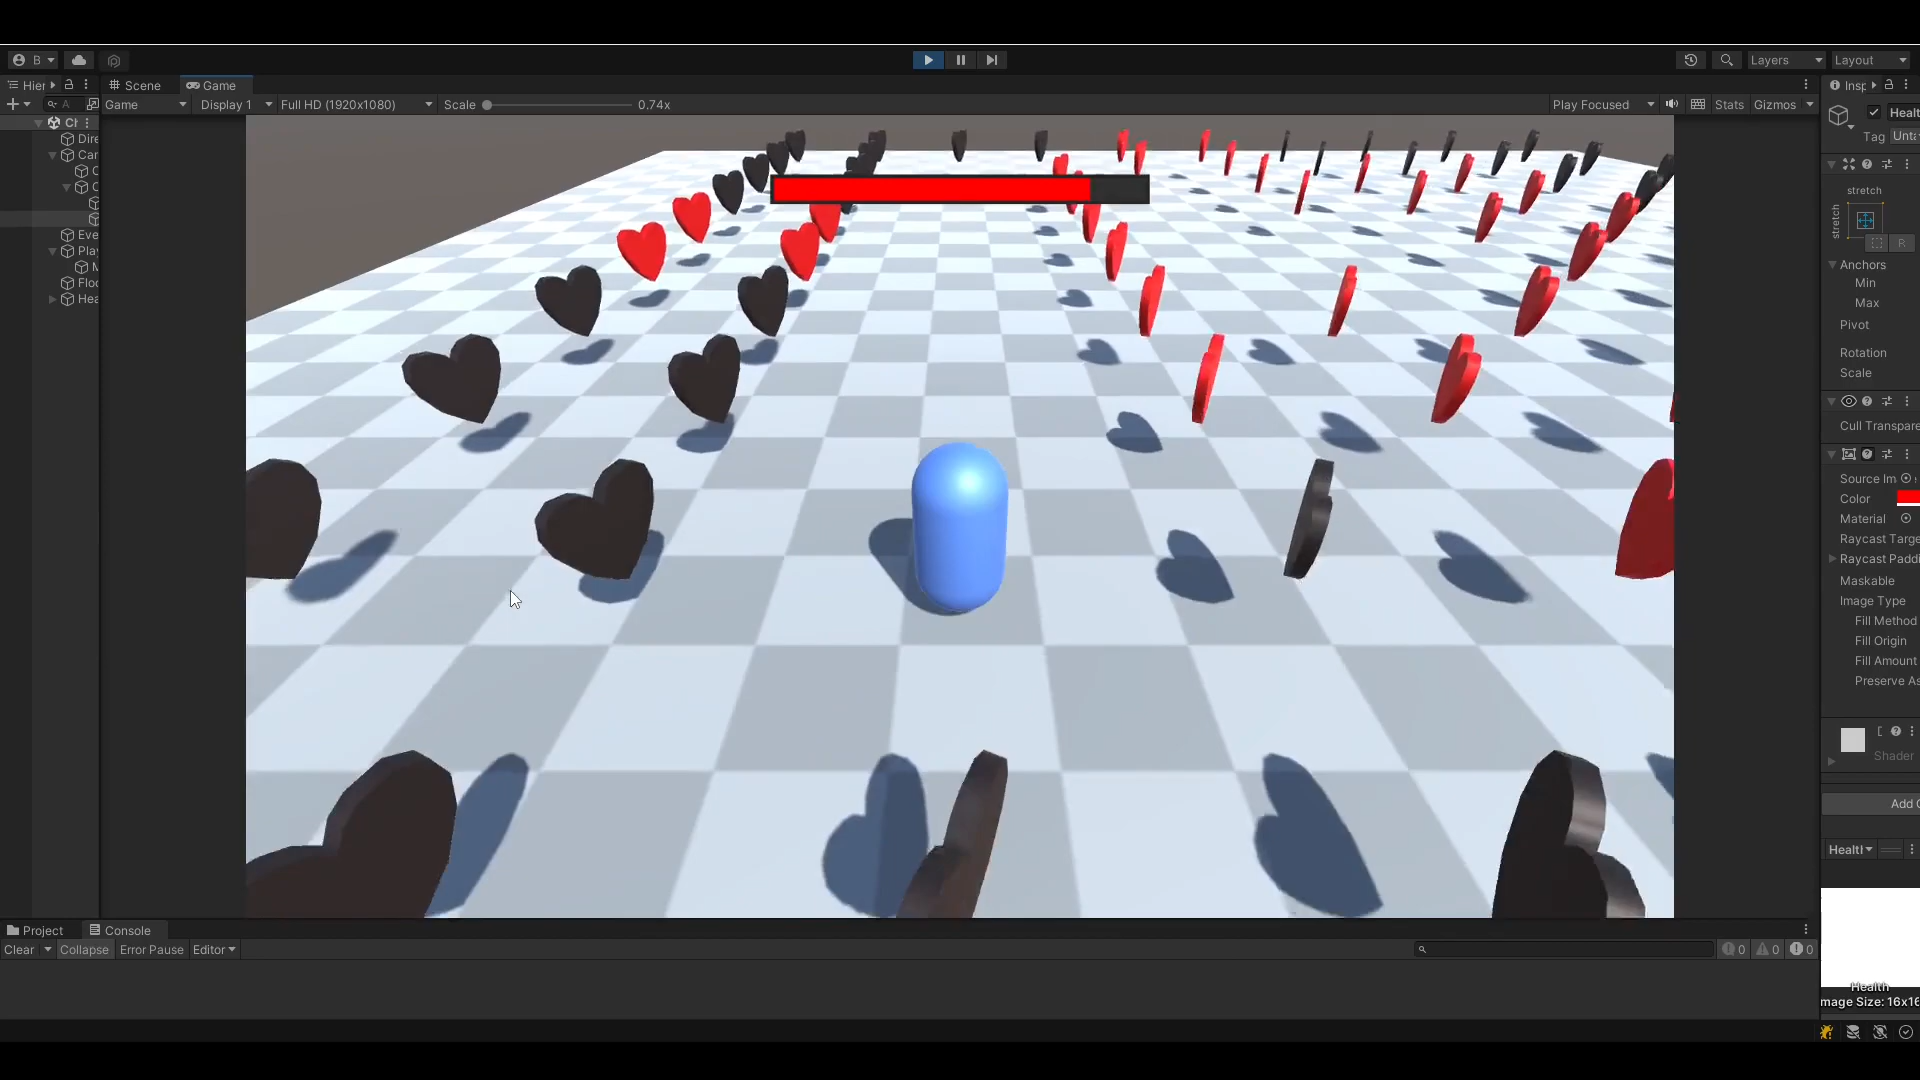 B
Layers
Layout
Hier
Scene
Game
Insp
A
Game
Display 1
Full HD (1920x1080)
Scale
0.74x
Play Focused
Stats
Gizmos
Healt
Tag
Unta
Dire
Car
C
Eve
Play
M
Floo
Hea
stretch
stretch
R
Anchors
Min
Max
Pivot
Rotation
Scale
Cull Transpare
Source Im
Color
Material
Raycast Targe
Raycast Paddi
Maskable
Image Type
Fill Method
Fill Origin
Fill Amount
Preserve As
Shader
Add C
Healtl
Project
Console
Clear
Collapse
Error Pause
Editor
0
0
0
Health
mage Size: 16x16